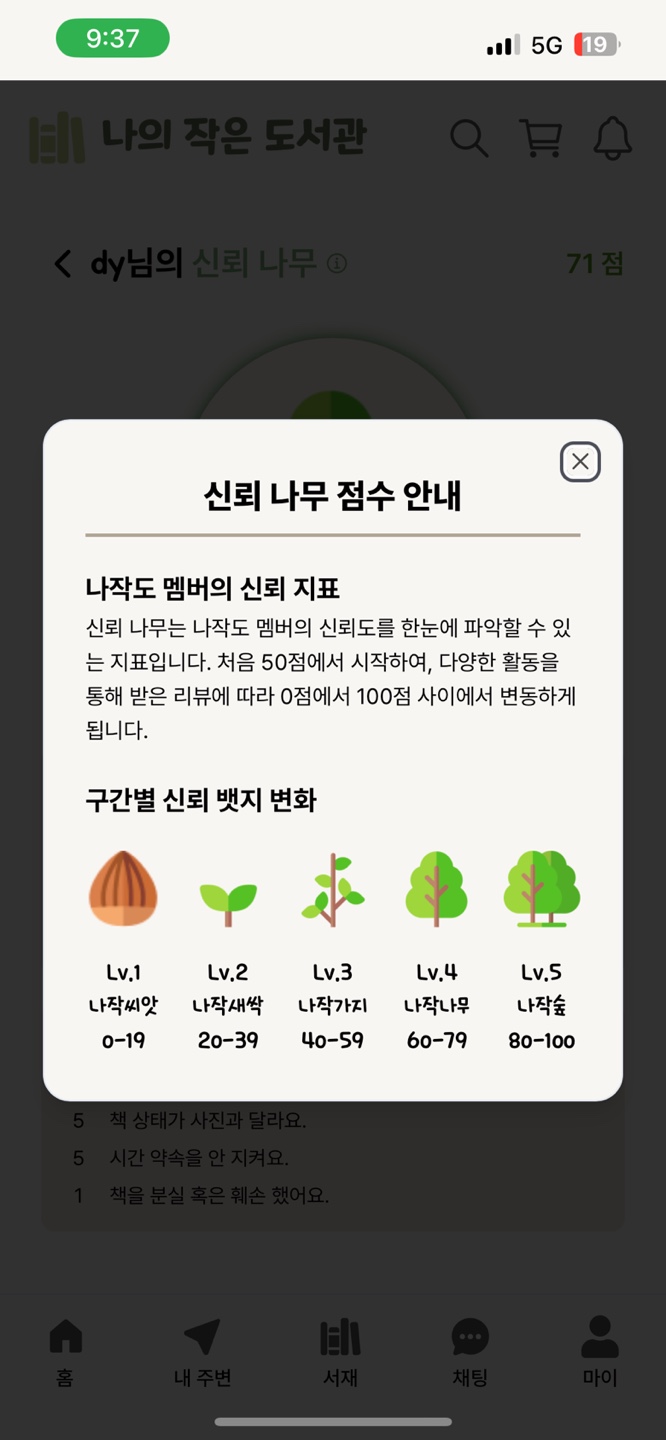 9:37
5G
19
나의 작은 도서관
dy님의 신뢰 나무
71 점
신뢰 나무 점수 안내
나작도 멤버의 신뢰 지표
신뢰 나무는 나작도 멤버의 신뢰도를 한눈에 파악할 수 있
는 지표입니다. 처음 50점에서 시작하여, 다양한 활동을
통해 받은 리뷰에 따라 0점에서 100점 사이에서 변동하게
됩니다.
구간별 신뢰 뱃지 변화
Lv.1 Lv.2 Lv.3 Lv.4 Lv.5
나작씨앗 나작새싹 나작가지 나작나무 나작숲
0-19 20-39 40-59 60-79 80-100
5 책 상태가 사진과 달라요.
5 시간 약속을 안 지켜요.
1 책을 분실 혹은 훼손 했어요.
홈 내 주변 서재 채팅 마이